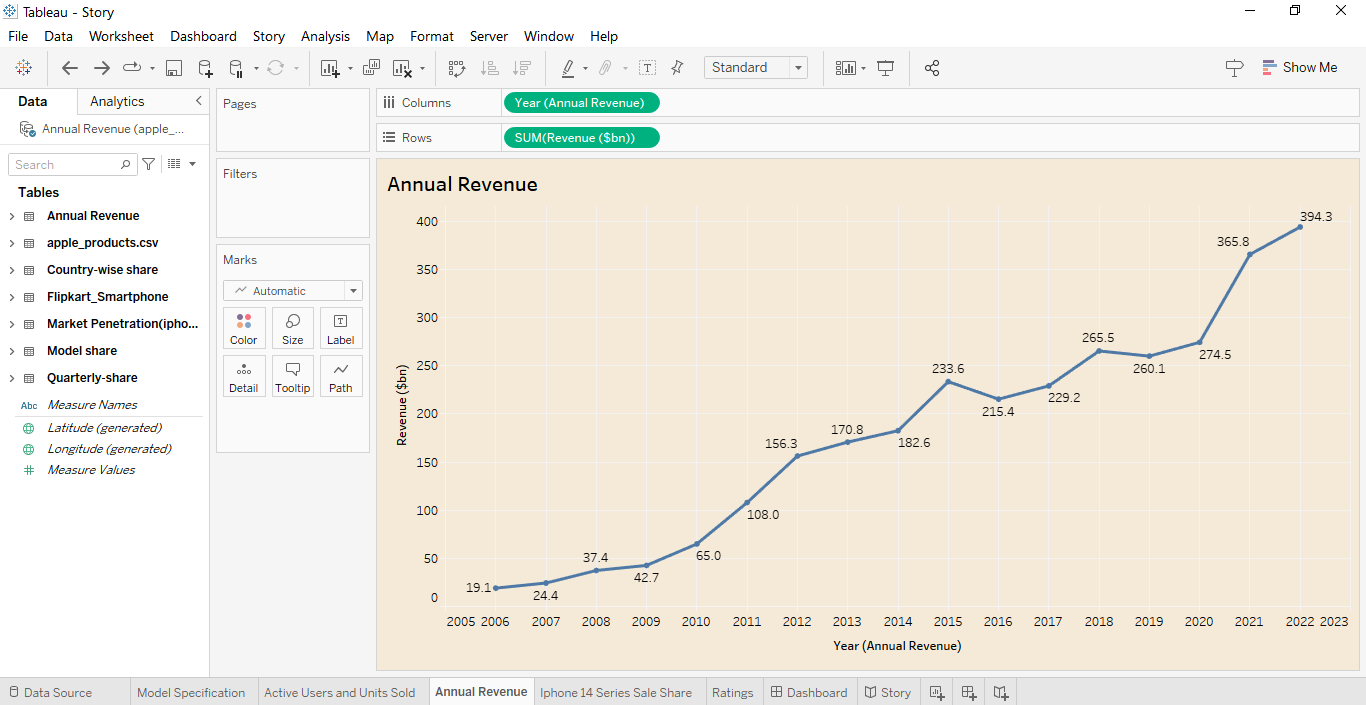 Tableau - Story
File Data Worksheet Dashboard Story Analysis Map Format Server Window Help
Standard
Show Me
Data Analytics
Annual Revenue (apple_...
Search
Tables
Annual Revenue
apple_products.csv
Country-wise share
Flipkart_Smartphone
Market Penetration(ipho...
Model share
Quarterly-share
Abc Measure Names
Latitude (generated)
Longitude (generated)
Measure Values
Pages
Filters
Marks
Automatic
Color Size Label
Detail Tooltip Path
Columns Year (Annual Revenue)
Rows SUM(Revenue ($bn))
Annual Revenue
Revenue ($bn)
400
350
300
250
200
150
100
50
0
19.1
24.4
37.4
42.7
65.0
108.0
156.3
170.8
182.6
233.6
215.4
229.2
265.5
260.1
274.5
365.8
394.3
2005 2006 2007 2008 2009 2010 2011 2012 2013 2014 2015 2016 2017 2018 2019 2020 2021 2022 2023
Year (Annual Revenue)
Data Source Model Specification Active Users and Units Sold Annual Revenue Iphone 14 Series Sale Share Ratings Dashboard Story